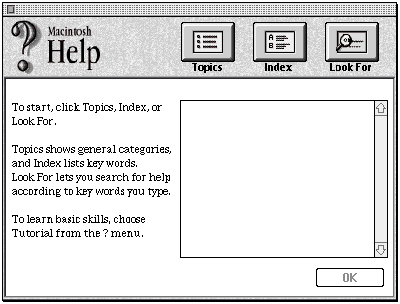 Macintosh
Help
Topics
Index
Look For
To start, click Topics, Index, or
Look For.
Topics shows general categories,
and Index lists key words.
Look For lets you search for help
according to key words you type.
To learn basic skills, choose
Tutorial from the ? menu.
OK